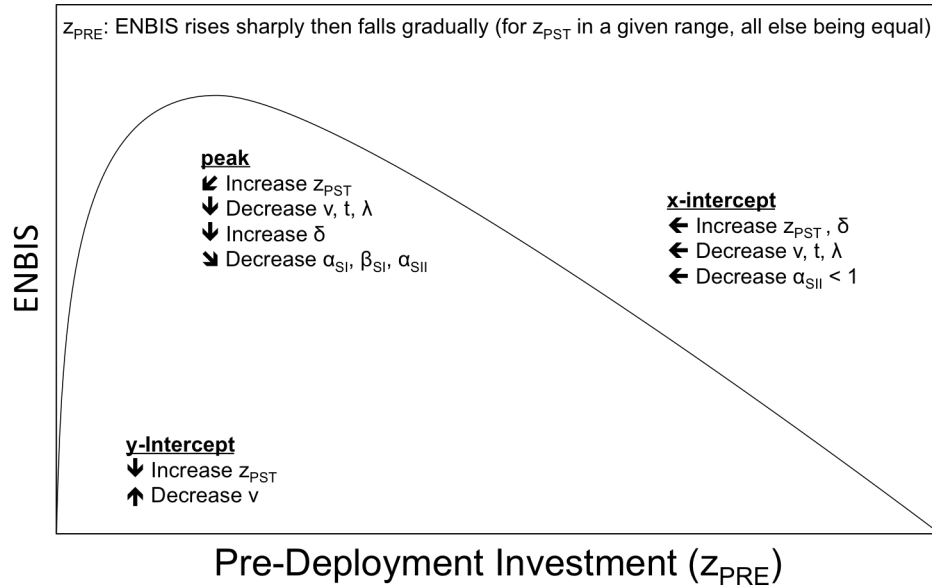 z_PRE: ENBIS rises sharply then falls gradually (for z_PST in a given range, all else being equal)
peak
↙ Increase z_PST
↓ Decrease v, t, λ
↓ Increase δ
↘ Decrease α_SI, β_SI, α_SII
x-intercept
← Increase z_PST , δ
← Decrease v, t, λ
← Decrease α_SII < 1
ENBIS
y-Intercept
↓ Increase z_PST
↑ Decrease v
Pre-Deployment Investment (z_PRE)